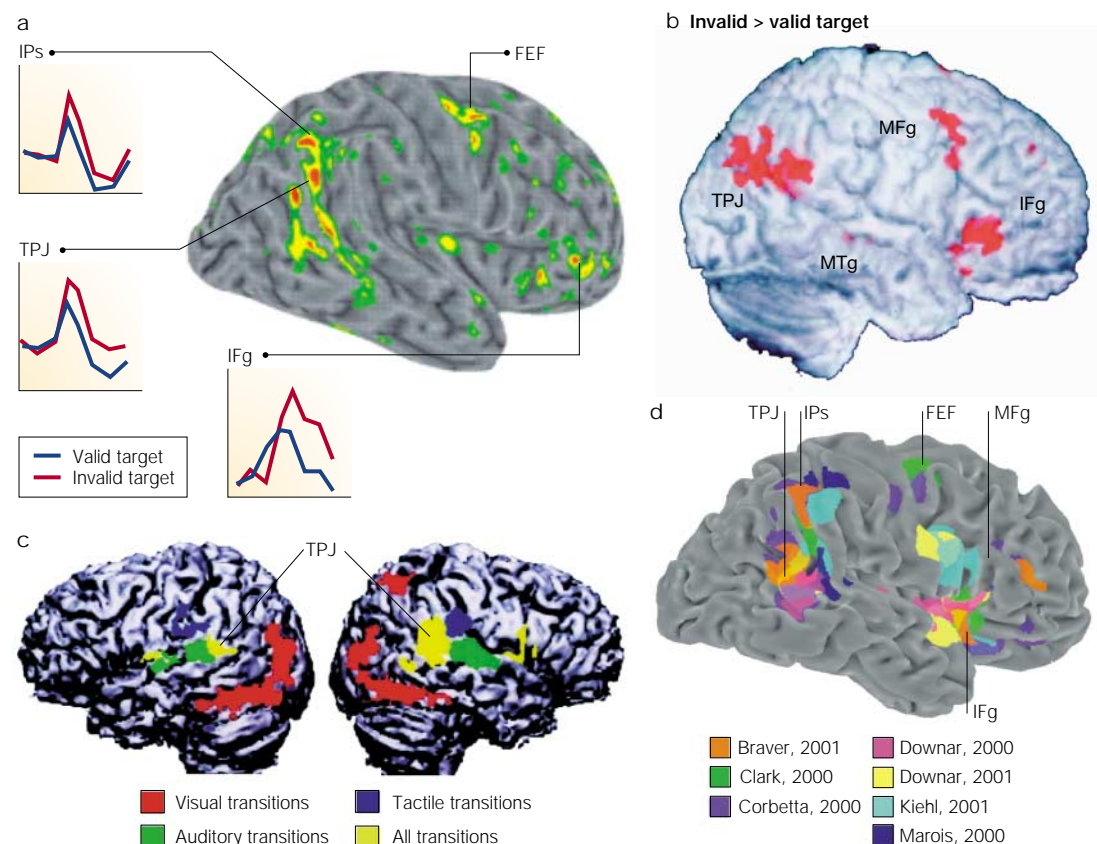 a
IPs
FEF
TPJ
IFg
Valid target
Invalid target
b Invalid > valid target
MFg
TPJ
IFg
MTg
c
TPJ
Visual transitions
Tactile transitions
Auditory transitions
All transitions
d
TPJ IPs FEF MFg
IFg
Braver, 2001
Downar, 2000
Clark, 2000
Downar, 2001
Corbetta, 2000
Kiehl, 2001
Marois, 2000